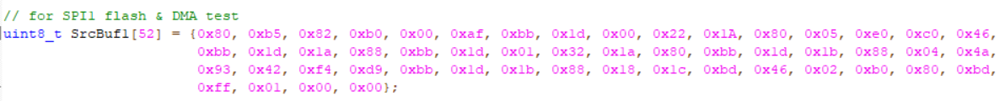 // for SPI1 flash & DMA test
uint8_t SrcBuf1[52] = {0x80, 0xb5, 0x82, 0xb0, 0x00, 0xaf, 0xbb, 0x1d, 0x00, 0x22, 0x1A, 0x80, 0x05, 0xe0, 0xc0, 0x46,
0xbb, 0x1d, 0x1a, 0x88, 0xbb, 0x1d, 0x01, 0x32, 0x1a, 0x80, 0xbb, 0x1d, 0x1b, 0x88, 0x04, 0x4a,
0x93, 0x42, 0xf4, 0xd9, 0xbb, 0x1d, 0x1b, 0x88, 0x18, 0x1c, 0xbd, 0x46, 0x02, 0xb0, 0x80, 0xbd,
0xff, 0x01, 0x00, 0x00};